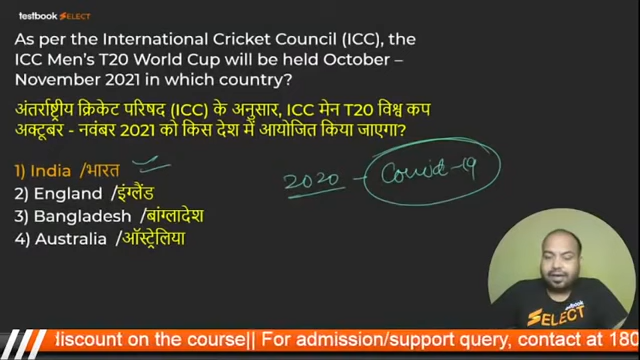 testbook SELECT
As per the International Cricket Council (ICC), the
ICC Men's T20 World Cup will be held October –
November 2021 in which country?
अंतर्राष्ट्रीय क्रिकेट परिषद (ICC) के अनुसार, ICC मेन T20 विश्व कप
अक्टूबर - नवंबर 2021 को किस देश में आयोजित किया जाएगा?
1) India /भारत
2) England /इंग्लैंड
3) Bangladesh /बांग्लादेश
4) Australia /ऑस्ट्रेलिया
2020 - Covid-19
testbook
SELECT
discount on the course|| For admission/support query, contact at 180